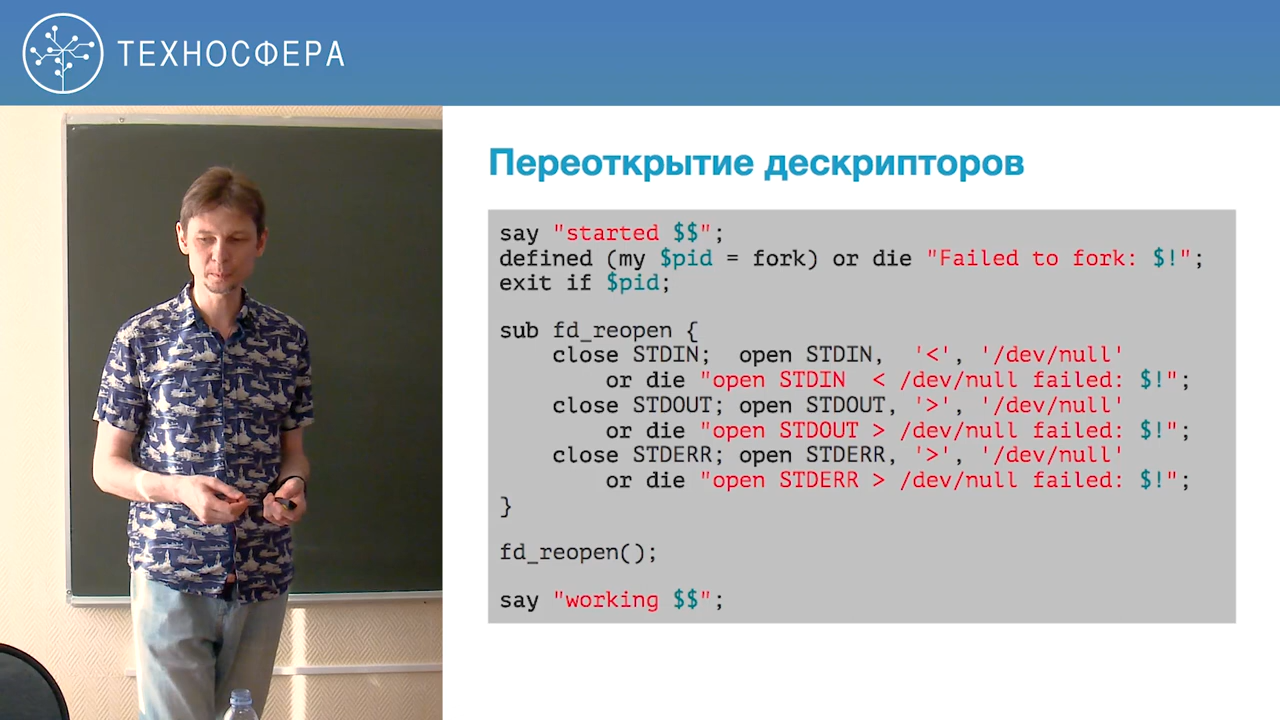 ТЕХНОСФЕРА
Переоткрытие дескрипторов
say "started $$";
defined (my $pid = fork) or die "Failed to fork: $!";
exit if $pid;
sub fd_reopen {
    close STDIN;  open STDIN, '<', '/dev/null'
        or die "open STDIN  < /dev/null failed: $!";
    close STDOUT; open STDOUT, '>', '/dev/null'
        or die "open STDOUT > /dev/null failed: $!";
    close STDERR; open STDERR, '>', '/dev/null'
        or die "open STDERR > /dev/null failed: $!";
}
fd_reopen();
say "working $$";